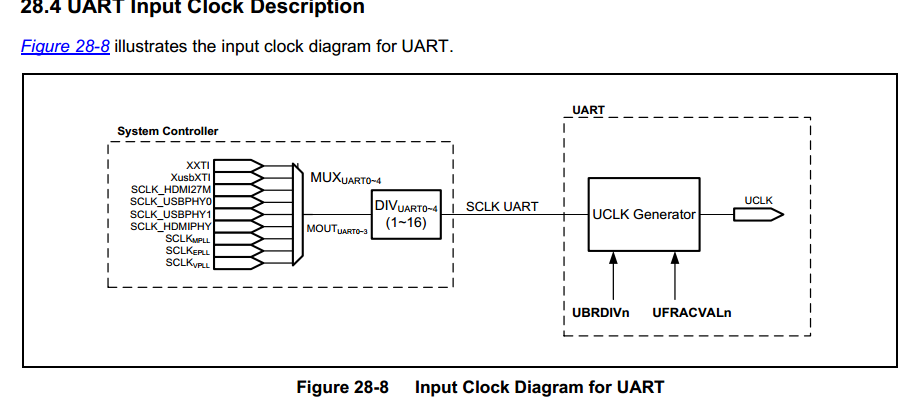 28.4 UART Input Clock Description
Figure 28-8 illustrates the input clock diagram for UART.
UART
System Controller
XXTI
XusbXTI
SCLK_HDMI27M
SCLK_USBPHY0
SCLK_USBPHY1
SCLK_HDMIPHY
SCLKMPLL
SCLKEPLL
SCLKVPLL
MUXUART0~4
MOUTUART0~3
DIVUART0~4
(1~16)
SCLK UART
UCLK Generator
UCLK
UBRDIVn
UFRACVALn
Figure 28-8 Input Clock Diagram for UART